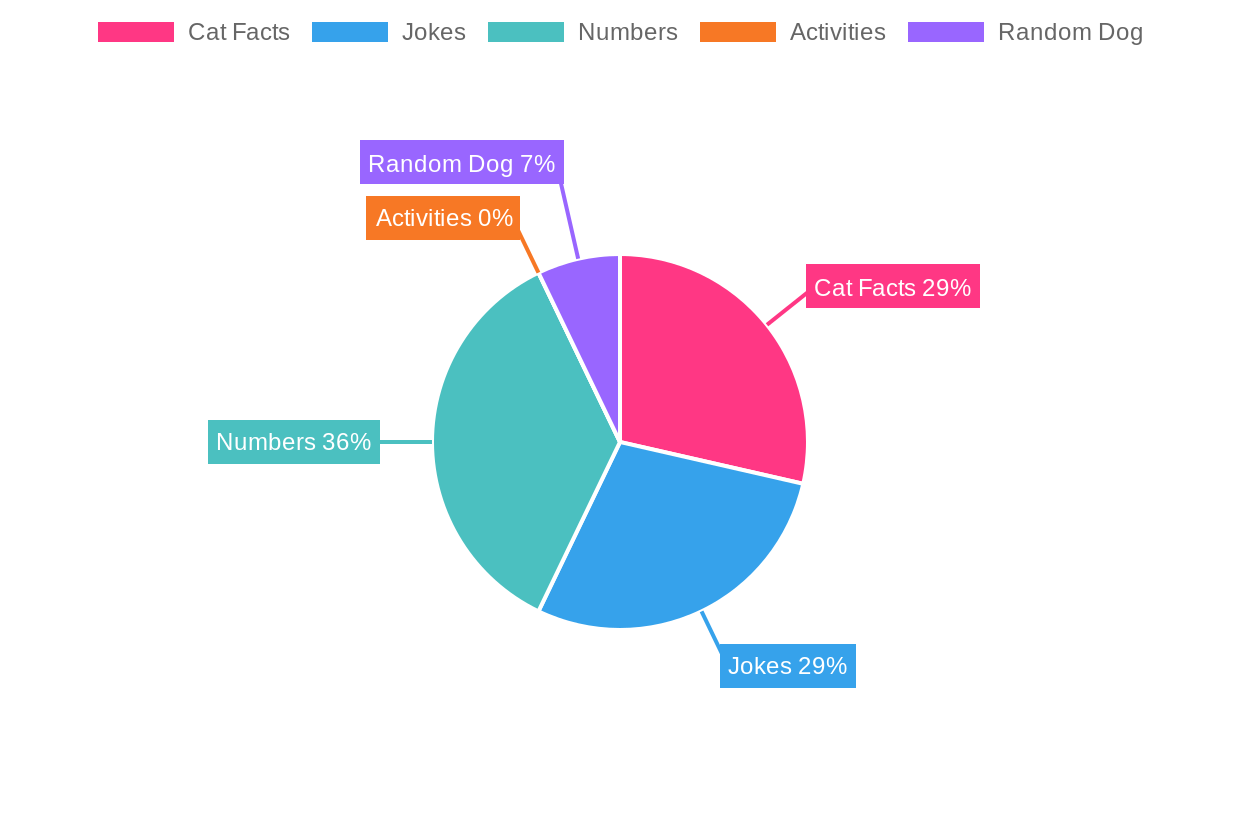 Cat Facts Jokes Numbers Activities Random Dog
Random Dog 7%
Activities 0%
Cat Facts 29%
Numbers 36%
Jokes 29%